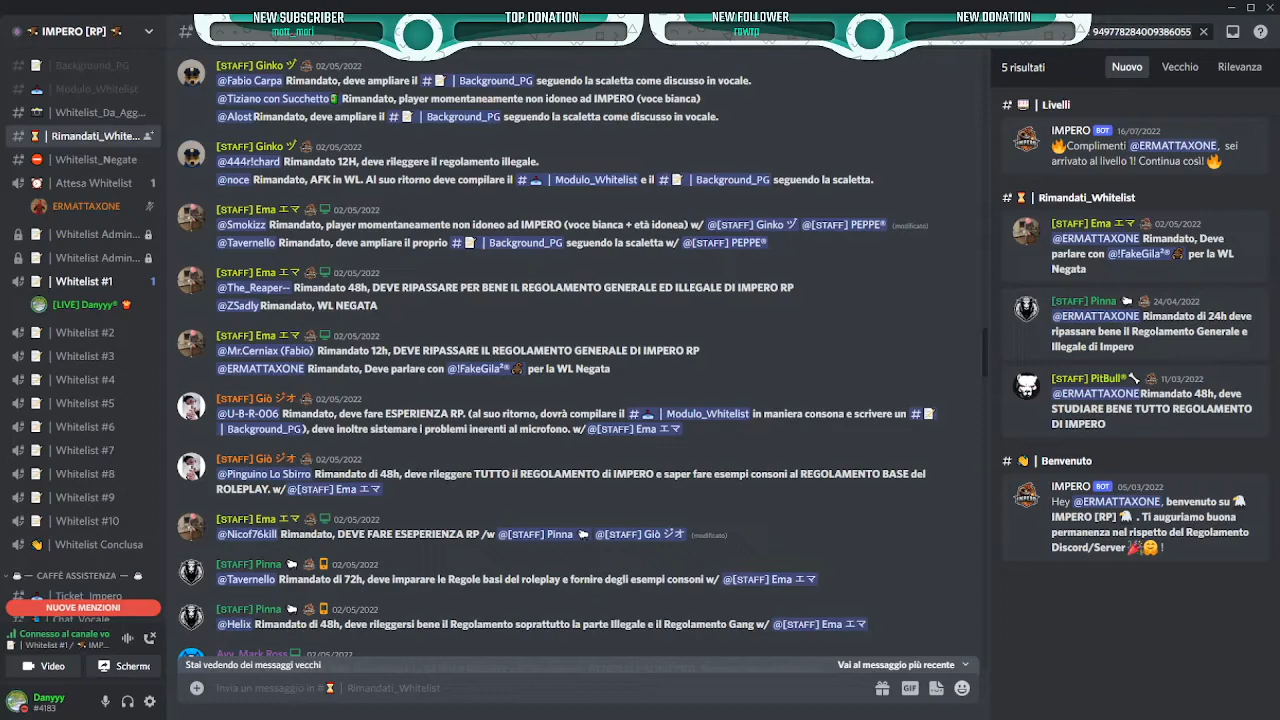 NEW SUBSCRIBER
mott_mori
TOP DONATION
NEW FOLLOWER
rowrp
NEW DONATION
IMPERO [RP]
949778284009386055
Background_PG
Modulo_Whitelist
Whitelist_Da_Agg...
Rimandati_White...
Whitelist_Negate
Attesa Whitelist 1
ERMATTAXONE
Whitelist Admin...
Whitelist Admin...
Whitelist #1 1
[LIVE] Danyyy®
Whitelist #2
Whitelist #3
Whitelist #4
Whitelist #5
Whitelist #6
Whitelist #7
Whitelist #8
Whitelist #9
Whitelist #10
Whitelist Conclusa
CAFFÈ ASSISTENZA
Ticket_Impero
NUOVE MENZIONI
Chat_Vocale
Connesso al canale vo
| Whitelist #1 / IMP...
Video
Schermo
Danyyy
#4183
[STAFF] Ginko ヅ 02/05/2022
@Fabio Carpa Rimandato, deve ampliare il # | Background_PG seguendo la scaletta come discusso in vocale.
@Tiziano con Succhetto Rimandato, player momentaneamente non idoneo ad IMPERO (voce bianca)
@Alost Rimandato, deve ampliare il # | Background_PG seguendo la scaletta come discusso in vocale.
[STAFF] Ginko ヅ 02/05/2022
@444r!chard Rimandato 12H, deve rileggere il regolamento illegale.
@noce Rimandato, AFK in WL. Al suo ritorno deve compilare il # | Modulo_Whitelist e il # | Background_PG seguendo la scaletta.
[STAFF] Ema エマ 02/05/2022
@Smokizz Rimandato, player momentaneamente non idoneo ad IMPERO (voce bianca + età idonea) w/ @[STAFF] Ginko ヅ @[STAFF] PEPPE® (modificato)
@Tavernello Rimandato, deve ampliare il proprio # | Background_PG seguendo la scaletta w/ @[STAFF] PEPPE®
[STAFF] Ema エマ 02/05/2022
@The_Reaper-- Rimandato 48h, DEVE RIPASSARE PER BENE IL REGOLAMENTO GENERALE ED ILLEGALE DI IMPERO RP
@ZSadly Rimandato, WL NEGATA
[STAFF] Ema エマ 02/05/2022
@Mr.Cerniax (Fabio) Rimandato 12h, DEVE RIPASSARE IL REGOLAMENTO GENERALE DI IMPERO RP
@ERMATTAXONE Rimandato, Deve parlare con @!FakeGila²® per la WL Negata
[STAFF] Giò ジオ 02/05/2022
@U-B-R-006 Rimandato, deve fare ESPERIENZA RP. (al suo ritorno, dovrà compilare il # | Modulo_Whitelist in maniera consona e scrivere un #
| Background_PG), deve inoltre sistemare i problemi inerenti al microfono. w/ @[STAFF] Ema エマ
[STAFF] Giò ジオ 02/05/2022
@Pinguino Lo Sbirro Rimandato di 48h, deve rileggere TUTTO il REGOLAMENTO di IMPERO e saper fare esempi consoni al REGOLAMENTO BASE del
ROLEPLAY. w/ @[STAFF] Ema エマ
[STAFF] Ema エマ 02/05/2022
@Nicof76kill Rimandato, DEVE FARE ESEPERIENZA RP /w @[STAFF] Pinna @[STAFF] Giò ジオ (modificato)
[STAFF] Pinna 02/05/2022
@Tavernello Rimandato di 72h, deve imparare le Regole basi del roleplay e fornire degli esempi consoni w/ @[STAFF] Ema エマ
[STAFF] Pinna 02/05/2022
@Helix Rimandato di 48h, deve rileggersi bene il Regolamento soprattutto la parte Illegale e il Regolamento Gang w/ @[STAFF] Ema エマ
Avv. Mark Ross 02/05/2022
Stai vedendo dei messaggi vecchi
Vai al messaggio più recente
Invia un messaggio in # | Rimandati_Whitelist
GIF
5 risultati
Nuovo
Vecchio
Rilevanza
# | Livelli
IMPERO BOT 16/07/2022
Complimenti @ERMATTAXONE, sei
arrivato al livello 1! Continua così!
# | Rimandati_Whitelist
[STAFF] Ema エマ 02/05/2022
@ERMATTAXONE Rimandato, Deve
parlare con @!FakeGila²® per la WL
Negata
[STAFF] Pinna 24/04/2022
@ERMATTAXONE Rimandato di 24h deve
ripassare bene il Regolamento Generale e
Illegale di Impero
[STAFF] PitBull® 11/03/2022
@ERMATTAXONE Rimandato 48h, deve
STUDIARE BENE TUTTO REGOLAMENTO
DI IMPERO
# | Benvenuto
IMPERO BOT 05/03/2022
Hey @ERMATTAXONE, benvenuto su
IMPERO [RP] . Ti auguriamo buona
permanenza nel rispetto del Regolamento
Discord/Server